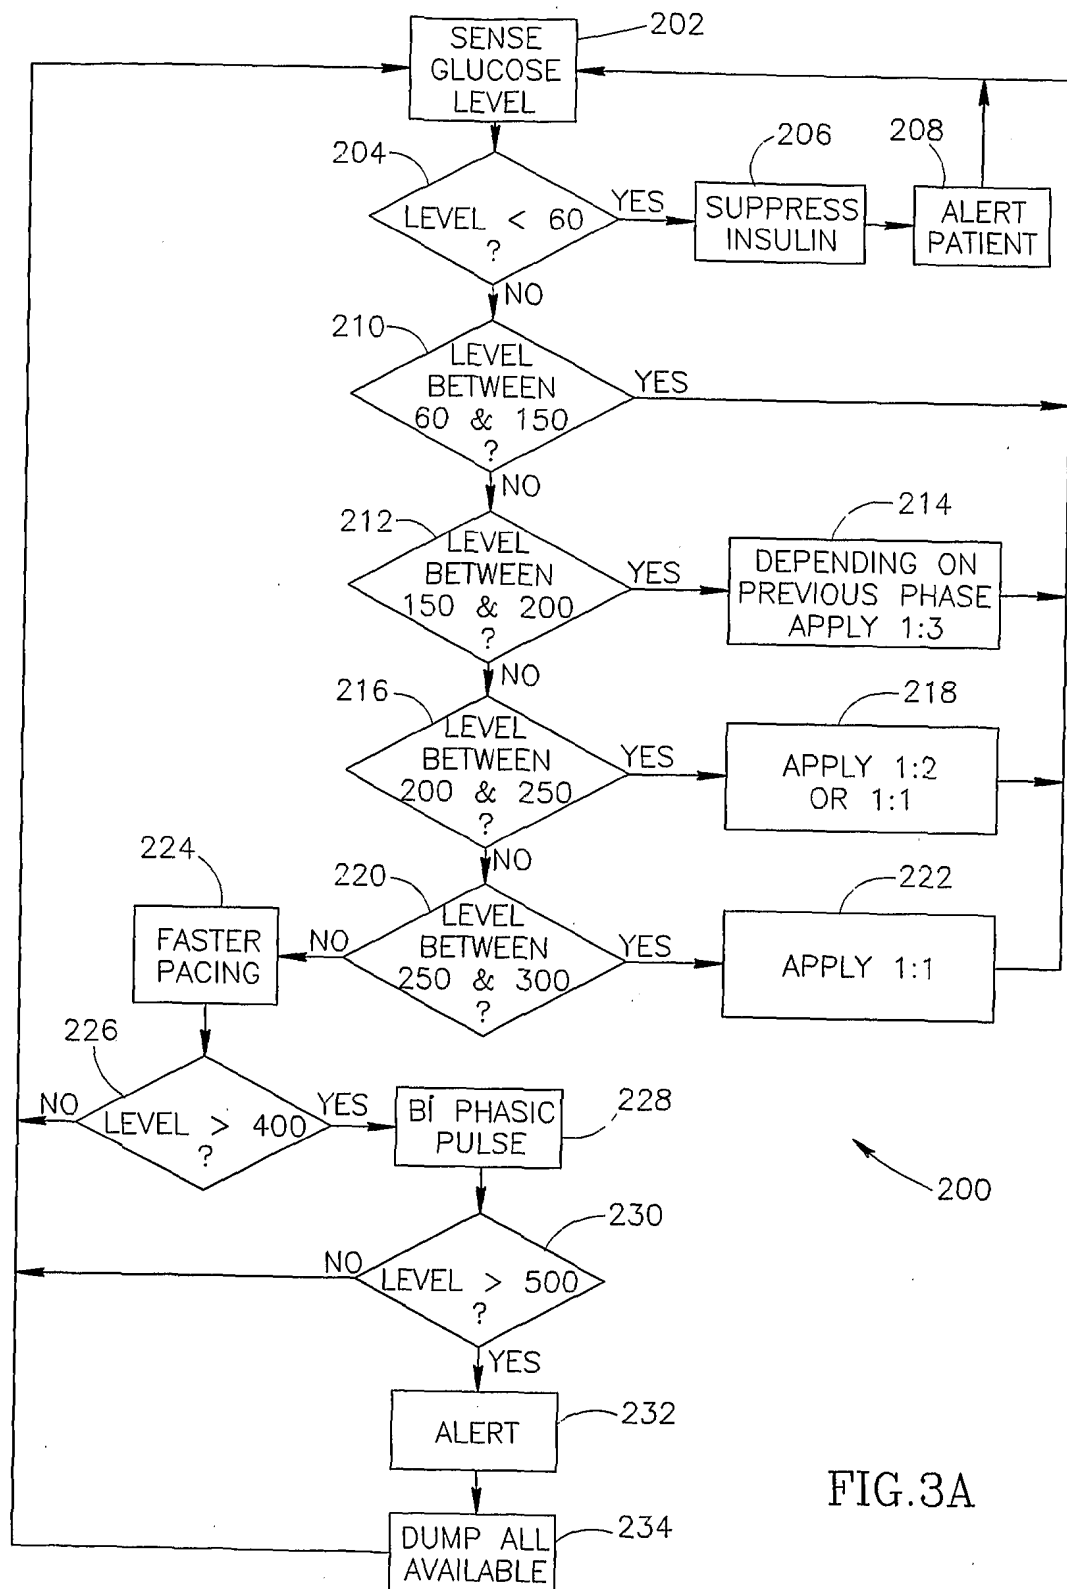 SENSE
GLUCOSE
LEVEL
202
204
LEVEL < 60
?
YES
206
SUPPRESS
INSULIN
208
ALERT
PATIENT
NO
210
LEVEL
BETWEEN
60 & 150
?
YES
NO
212
LEVEL
BETWEEN
150 & 200
?
YES
214
DEPENDING ON
PREVIOUS PHASE
APPLY 1:3
NO
216
LEVEL
BETWEEN
200 & 250
?
YES
218
APPLY 1:2
OR 1:1
NO
220
LEVEL
BETWEEN
250 & 300
?
YES
222
APPLY 1:1
NO
224
FASTER
PACING
226
LEVEL > 400
?
NO
YES
BI PHASIC
PULSE
228
200
230
LEVEL > 500
?
NO
YES
ALERT
232
DUMP ALL
AVAILABLE
234
FIG.3A